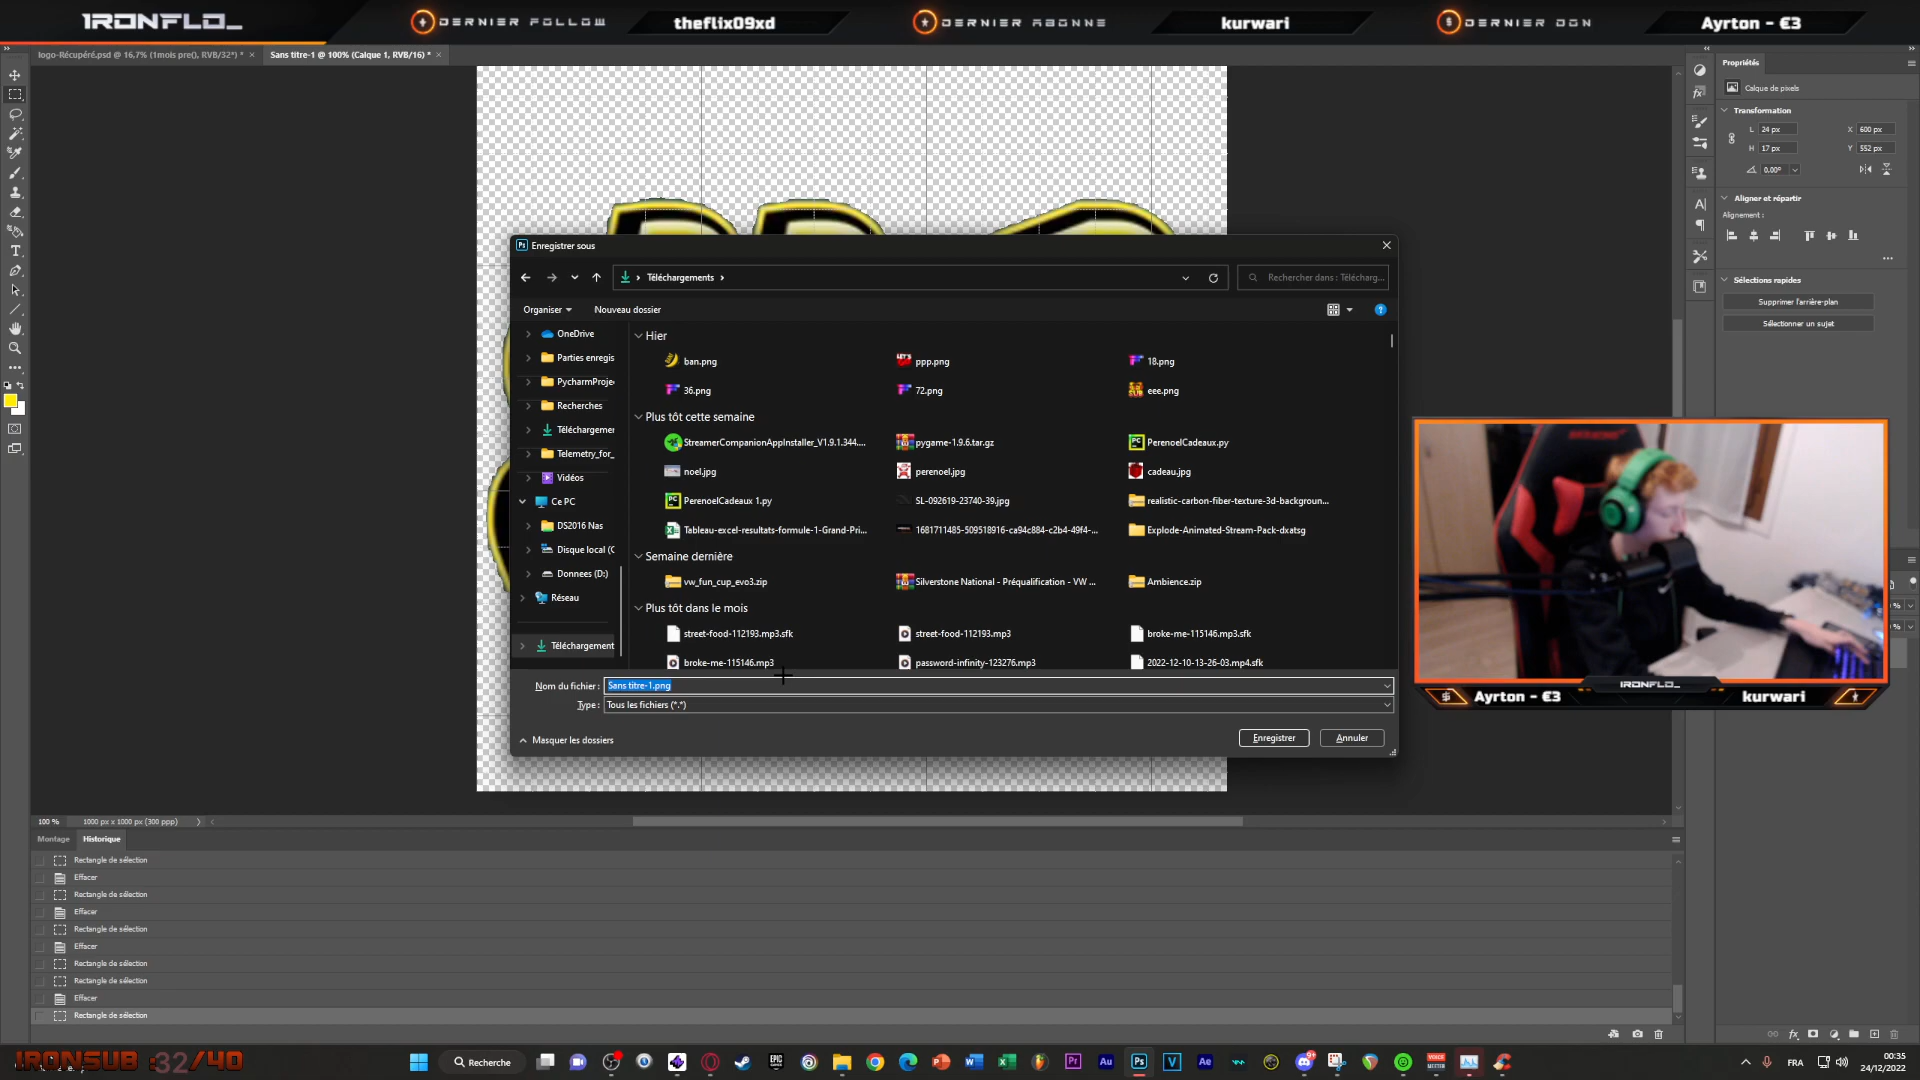 IRONFLO_
DERNIER FOLLOW
theflix09xd
DERNIER ABONNE
kurwari
DERNIER DON
Ayrton - €3
logo-Récupéré.psd @ 16,7% (1mois pre(), RVB/32*) *
Sans titre-1 @ 100% (Calque 1, RVB/16) *
Propriétés
Calque de pixels
Transformation
L 24 px X 600 px
H 17 px Y 552 px
0.00°
Aligner et répartir
Alignement :
Sélections rapides
Supprimer l'arrière-plan
Sélectionner un sujet
Enregistrer sous
Téléchargements
Rechercher dans : Télécharg...
Organiser
Nouveau dossier
OneDrive
Parties enregis
PycharmProje
Recherches
Téléchargemer
Telemetry_for_
Vidéos
Ce PC
DS2016 Nas
Disque local (C
Donnees (D:)
Réseau
Téléchargement
Hier
ban.png
ppp.png
18.png
36.png
72.png
eee.png
Plus tôt cette semaine
StreamerCompanionAppInstaller_V1.9.1.344....
pygame-1.9.6.tar.gz
PerenoelCadeaux.py
noel.jpg
perenoel.jpg
cadeau.jpg
PerenoelCadeaux 1.py
SL-092619-23740-39.jpg
realistic-carbon-fiber-texture-3d-backgroun...
Tableau-excel-resultats-formule-1-Grand-Pri...
1681711485-509518916-ca94c884-c2b4-49f4-...
Explode-Animated-Stream-Pack-dxatsg
Semaine dernière
vw_fun_cup_evo3.zip
Silverstone National - Préqualification - VW ...
Ambience.zip
Plus tôt dans le mois
street-food-112193.mp3.sfk
street-food-112193.mp3
broke-me-115146.mp3.sfk
broke-me-115146.mp3
password-infinity-123276.mp3
2022-12-10-13-26-03.mp4.sfk
Nom du fichier : Sans titre-1.png
Type : Tous les fichiers (*.*)
Masquer les dossiers
Enregistrer
Annuler
IRONFLO_
Ayrton - €3
kurwari
100 %
1000 px x 1000 px (300 ppp)
Montage
Historique
Rectangle de sélection
Effacer
Rectangle de sélection
Effacer
Rectangle de sélection
Effacer
Rectangle de sélection
Rectangle de sélection
Effacer
Rectangle de sélection
IRONSUB :32/40
Recherche
FRA
00:35
24/12/2022